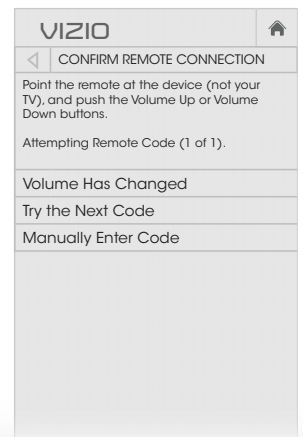 VIZIO
CONFIRM REMOTE CONNECTION
Point the remote at the device (not your
TV), and push the Volume Up or Volume
Down buttons.
Attempting Remote Code (1 of 1).
Volume Has Changed
Try the Next Code
Manually Enter Code